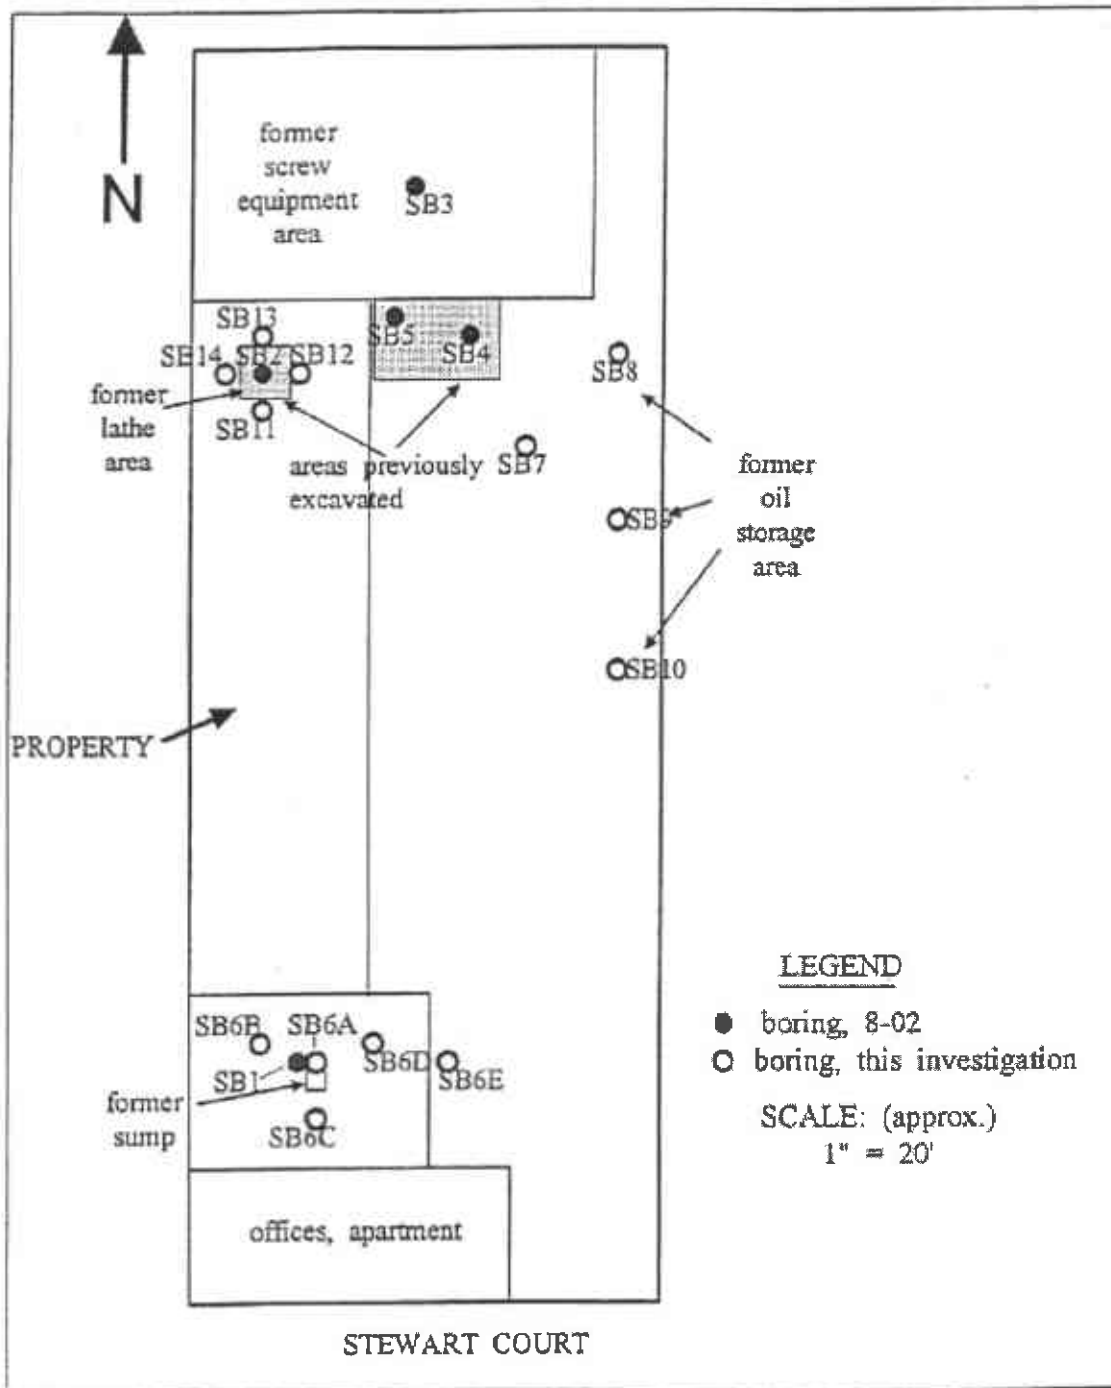 N
former
screw
equipment
area
SB3
SB13
SB5
SB4
SB14
SB2
SB12
SB8
former
lathe
area
SB11
areas previously
excavated
SB7
former
oil
storage
area
SB9
SB10
PROPERTY
LEGEND
boring, 8-02
boring, this investigation
SCALE: (approx.)
1" = 20'
SB6B
SB6A
SB1
SB6D
SB6E
former
sump
SB6C
offices, apartment
STEWART COURT